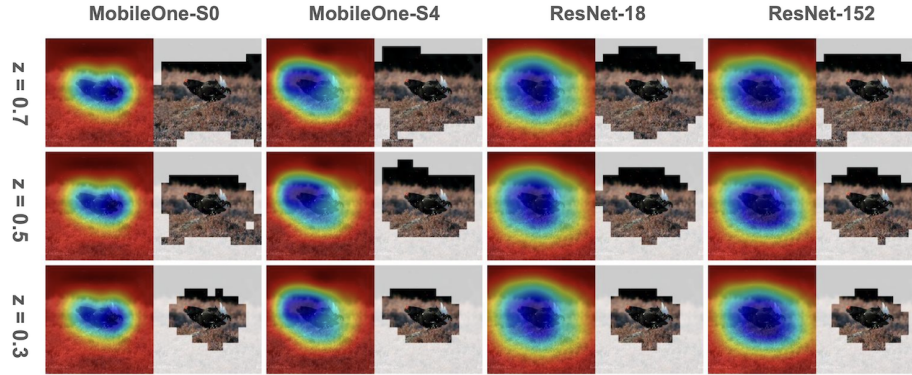 MobileOne-S0 MobileOne-S4 ResNet-18 ResNet-152
z = 0.7
z = 0.5
z = 0.3